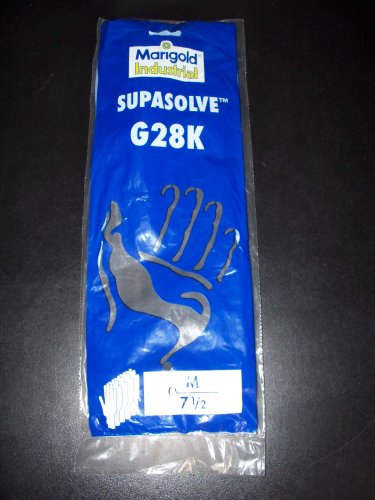 Marigold
Industrial
SUPASOLVE™
G28K
M
7 1/2